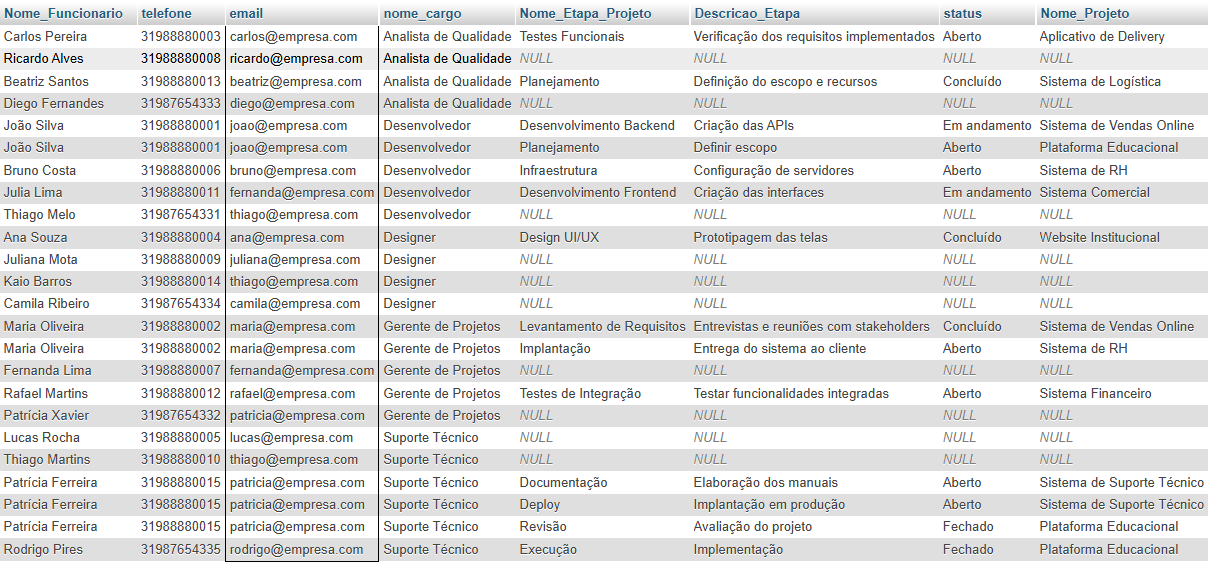 Nome_Funcionario telefone email nome_cargo Nome_Etapa_Projeto Descricao_Etapa status Nome_Projeto
Carlos Pereira 31988880003 carlos@empresa.com Analista de Qualidade Testes Funcionais Verificação dos requisitos implementados Aberto Aplicativo de Delivery
Ricardo Alves 31988880008 ricardo@empresa.com Analista de Qualidade NULL NULL NULL NULL
Beatriz Santos 31988880013 beatriz@empresa.com Analista de Qualidade Planejamento Definição do escopo e recursos Concluído Sistema de Logística
Diego Fernandes 31987654333 diego@empresa.com Analista de Qualidade NULL NULL NULL NULL
João Silva 31988880001 joao@empresa.com Desenvolvedor Desenvolvimento Backend Criação das APIs Em andamento Sistema de Vendas Online
João Silva 31988880001 joao@empresa.com Desenvolvedor Planejamento Definir escopo Aberto Plataforma Educacional
Bruno Costa 31988880006 bruno@empresa.com Desenvolvedor Infraestrutura Configuração de servidores Aberto Sistema de RH
Julia Lima 31988880011 fernanda@empresa.com Desenvolvedor Desenvolvimento Frontend Criação das interfaces Em andamento Sistema Comercial
Thiago Melo 31987654331 thiago@empresa.com Desenvolvedor NULL NULL NULL NULL
Ana Souza 31988880004 ana@empresa.com Designer Design UI/UX Prototipagem das telas Concluído Website Institucional
Juliana Mota 31988880009 juliana@empresa.com Designer NULL NULL NULL NULL
Kaio Barros 31988880014 thiago@empresa.com Designer NULL NULL NULL NULL
Camila Ribeiro 31987654334 camila@empresa.com Designer NULL NULL NULL NULL
Maria Oliveira 31988880002 maria@empresa.com Gerente de Projetos Levantamento de Requisitos Entrevistas e reuniões com stakeholders Concluído Sistema de Vendas Online
Maria Oliveira 31988880002 maria@empresa.com Gerente de Projetos Implantação Entrega do sistema ao cliente Aberto Sistema de RH
Fernanda Lima 31988880007 fernanda@empresa.com Gerente de Projetos NULL NULL NULL NULL
Rafael Martins 31988880012 rafael@empresa.com Gerente de Projetos Testes de Integração Testar funcionalidades integradas Aberto Sistema Financeiro
Patrícia Xavier 31987654332 patricia@empresa.com Gerente de Projetos NULL NULL NULL NULL
Lucas Rocha 31988880005 lucas@empresa.com Suporte Técnico NULL NULL NULL NULL
Thiago Martins 31988880010 thiago@empresa.com Suporte Técnico NULL NULL NULL NULL
Patrícia Ferreira 31988880015 patricia@empresa.com Suporte Técnico Documentação Elaboração dos manuais Aberto Sistema de Suporte Técnico
Patrícia Ferreira 31988880015 patricia@empresa.com Suporte Técnico Deploy Implantação em produção Aberto Sistema de Suporte Técnico
Patrícia Ferreira 31988880015 patricia@empresa.com Suporte Técnico Revisão Avaliação do projeto Fechado Plataforma Educacional
Rodrigo Pires 31987654335 rodrigo@empresa.com Suporte Técnico Execução Implementação Fechado Plataforma Educacional